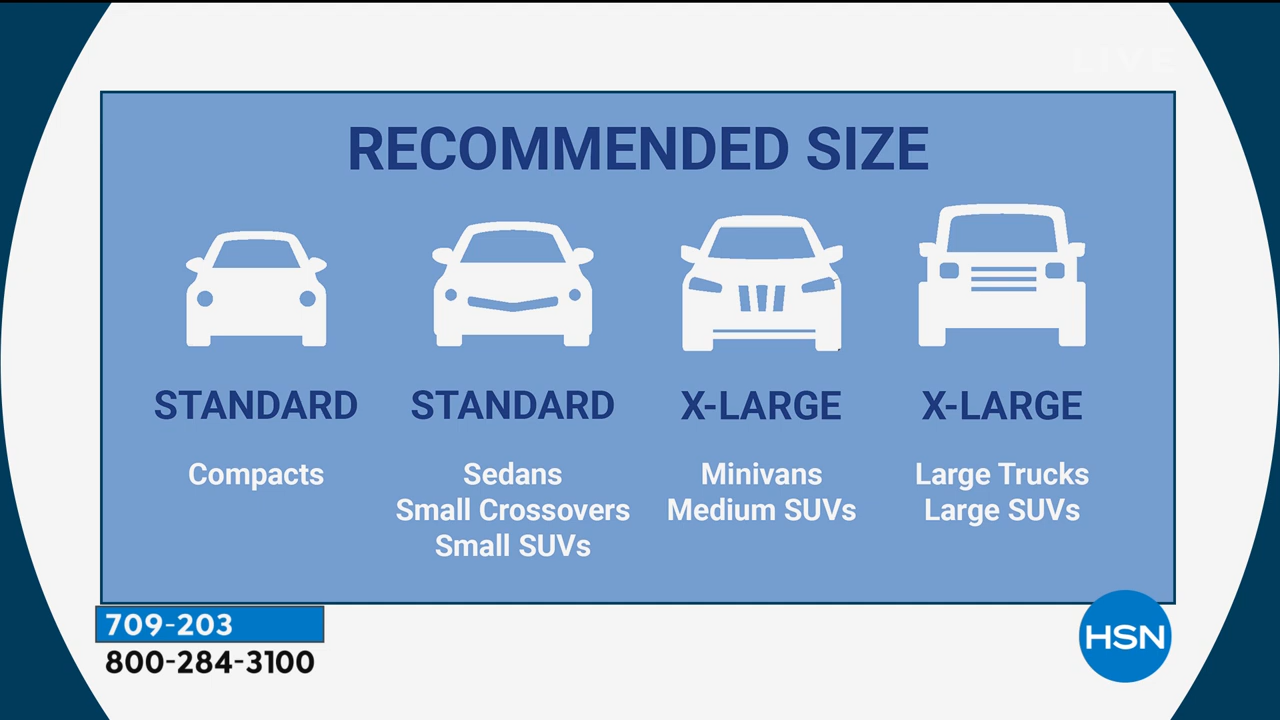 LIVE
RECOMMENDED SIZE
STANDARD
Compacts
STANDARD
Sedans
Small Crossovers
Small SUVs
X-LARGE
Minivans
Medium SUVs
X-LARGE
Large Trucks
Large SUVs
709-203
800-284-3100
HSN